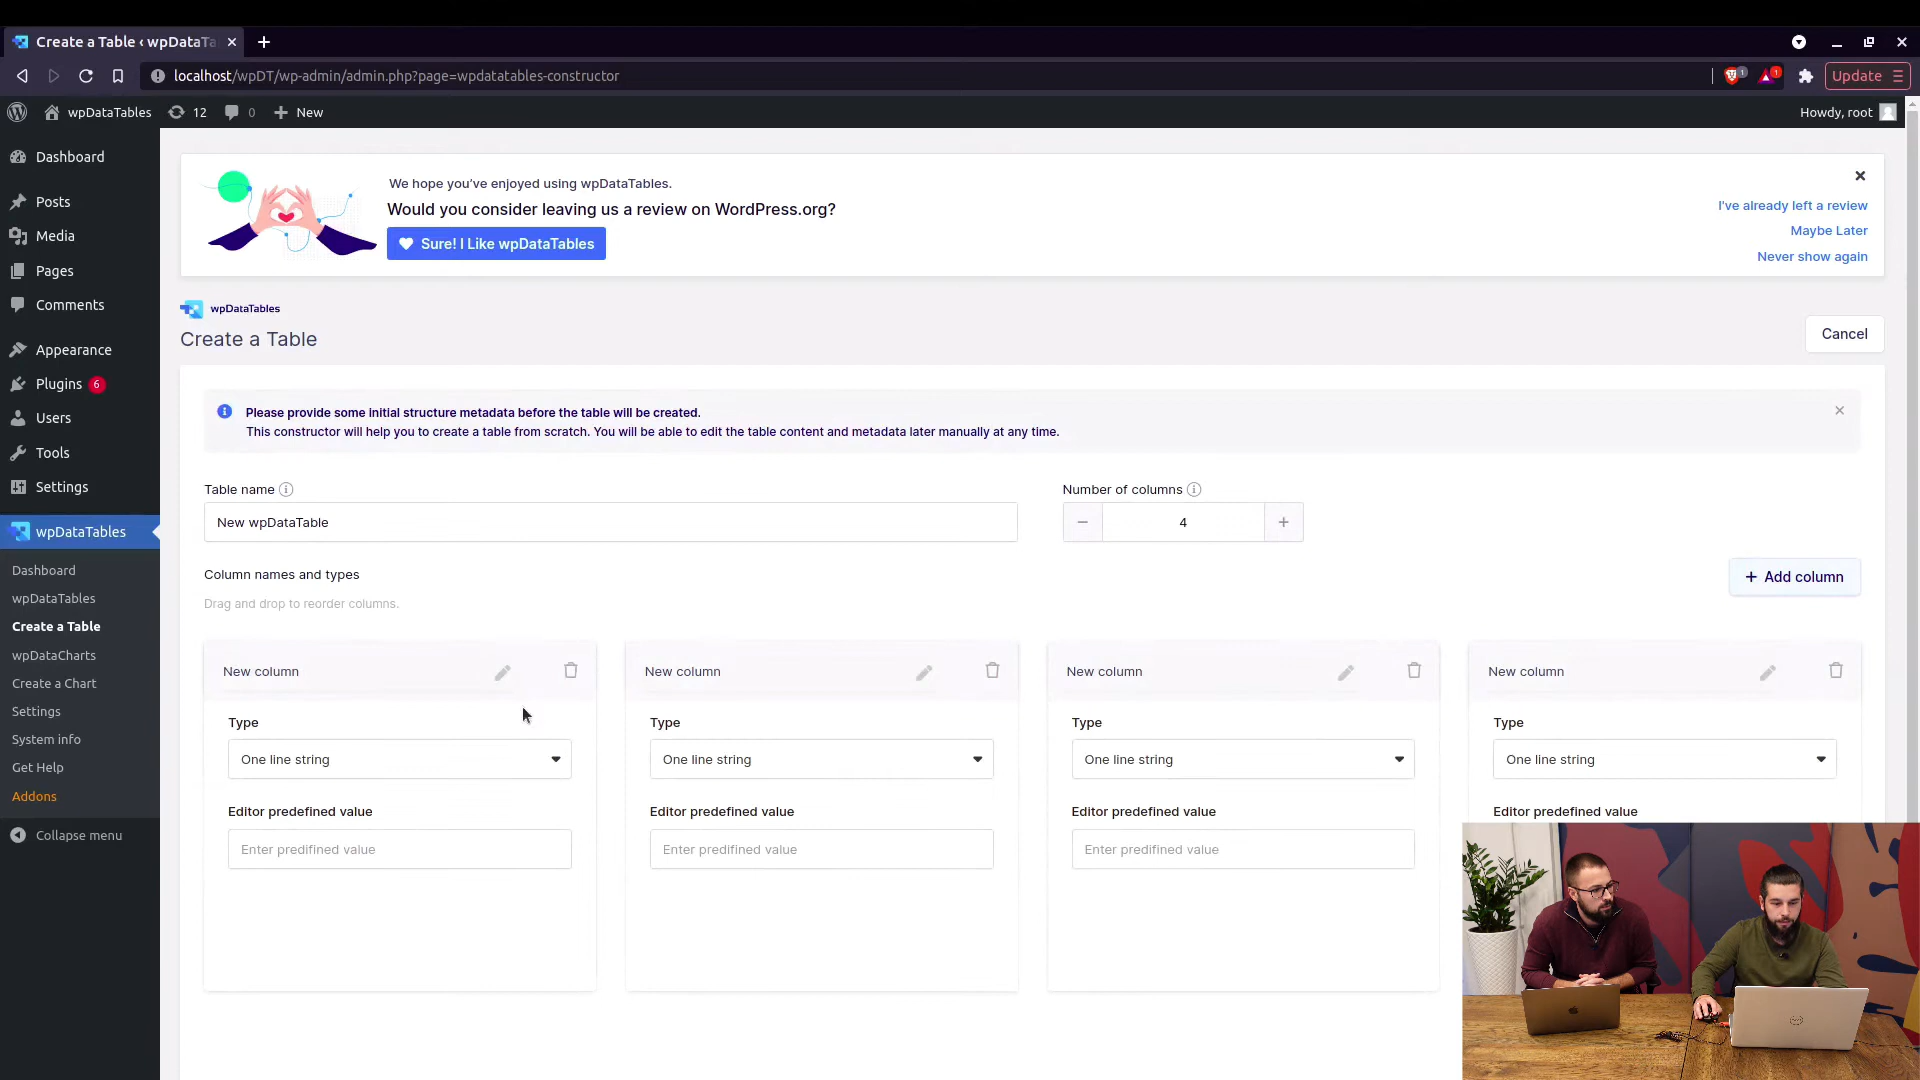 Create a Table ‹ wpDataTa
localhost/wpDT/wp-admin/admin.php?page=wpdatatables-constructor
1
1
Update
wpDataTables
12
0
New
Howdy, root
Dashboard
Posts
Media
Pages
Comments
Appearance
Plugins 6
Users
Tools
Settings
wpDataTables
Dashboard
wpDataTables
Create a Table
wpDataCharts
Create a Chart
Settings
System info
Get Help
Addons
Collapse menu
We hope you’ve enjoyed using wpDataTables.
Would you consider leaving us a review on WordPress.org?
Sure! I Like wpDataTables
I've already left a review
Maybe Later
Never show again
wpDataTables
Create a Table
Cancel
Please provide some initial structure metadata before the table will be created.
This constructor will help you to create a table from scratch. You will be able to edit the table content and metadata later manually at any time.
Table name
New wpDataTable
Number of columns
4
Column names and types
Drag and drop to reorder columns.
Add column
New column
Type
One line string
Editor predefined value
Enter predifined value
New column
Type
One line string
Editor predefined value
Enter predifined value
New column
Type
One line string
Editor predefined value
Enter predifined value
New column
Type
One line string
Editor predefined value